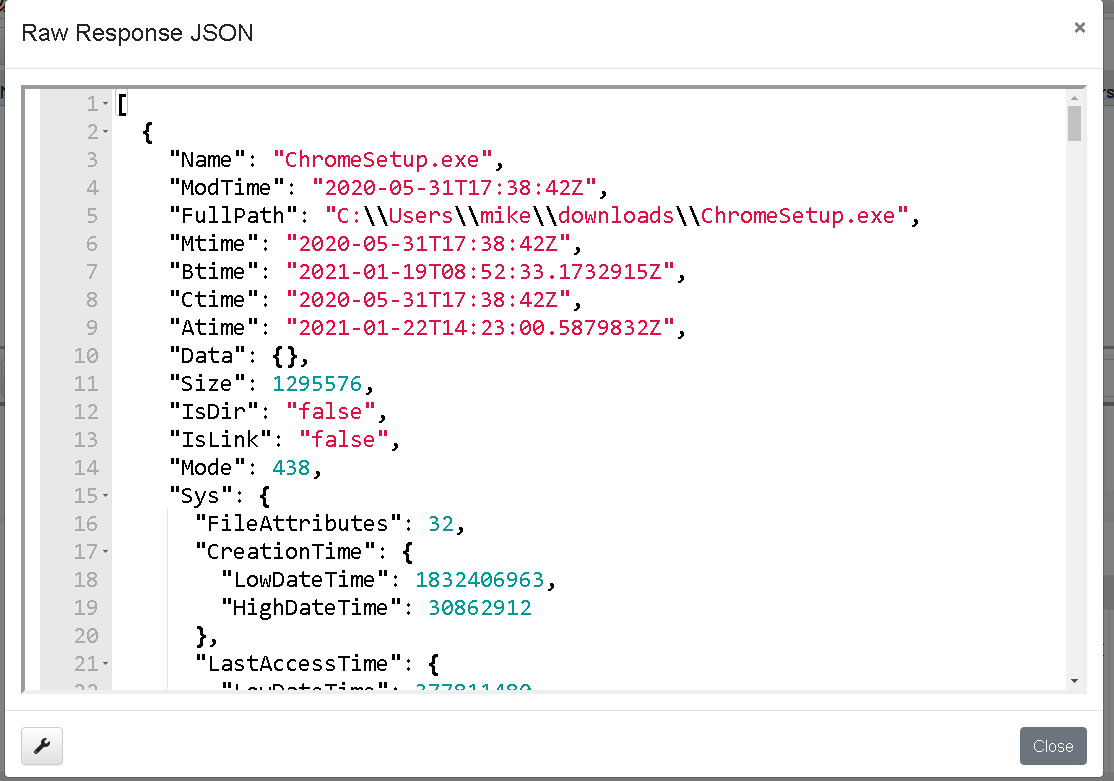 Raw Response JSON
×
1 [
2 {
3 "Name": "ChromeSetup.exe",
4 "ModTime": "2020-05-31T17:38:42Z",
5 "FullPath": "C:\\Users\\mike\\downloads\\ChromeSetup.exe",
6 "Mtime": "2020-05-31T17:38:42Z",
7 "Btime": "2021-01-19T08:52:33.1732915Z",
8 "Ctime": "2020-05-31T17:38:42Z",
9 "Atime": "2021-01-22T14:23:00.5879832Z",
10 "Data": {},
11 "Size": 1295576,
12 "IsDir": "false",
13 "IsLink": "false",
14 "Mode": 438,
15 "Sys": {
16 "FileAttributes": 32,
17 "CreationTime": {
18 "LowDateTime": 1832406963,
19 "HighDateTime": 30862912
20 },
21 "LastAccessTime": {
22 "LowDateTime": 377811480
Close